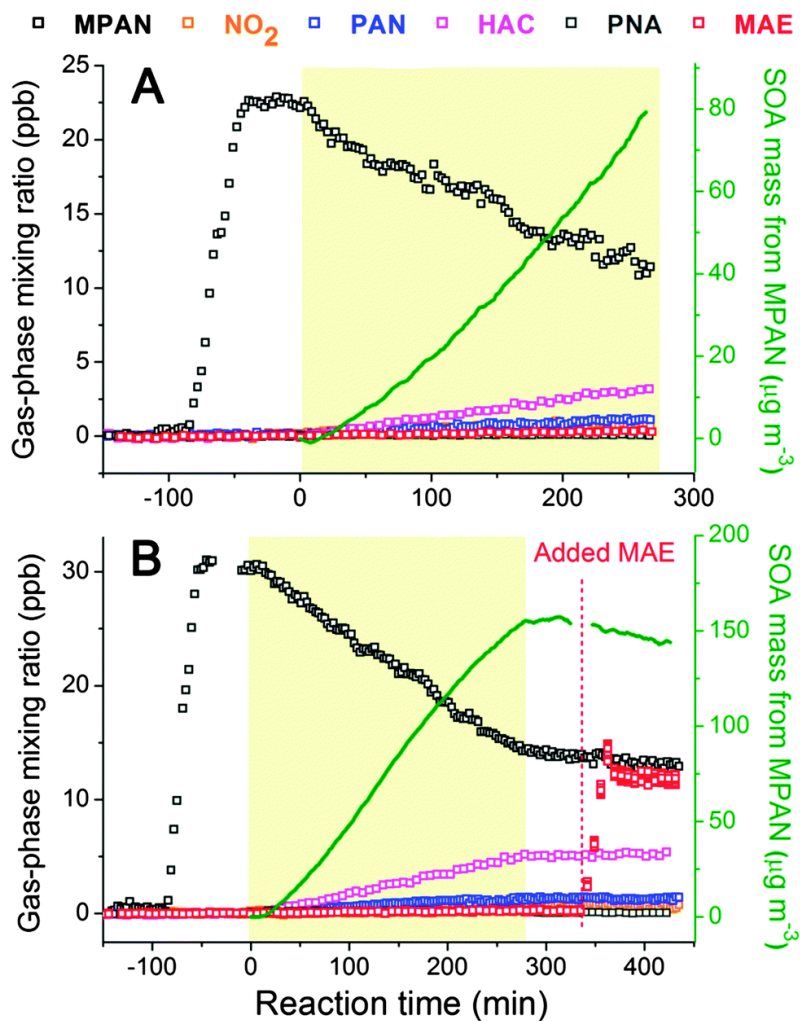 MPAN NO2 PAN HAC PNA MAE
A
Gas-phase mixing ratio (ppb)
25
20
15
10
5
0
-100 0 100 200 300
80
60
40
20
0
SOA mass from MPAN (μg m-3)
B
Added MAE
Gas-phase mixing ratio (ppb)
30
20
10
0
-100 0 100 200 300 400
200
150
100
50
0
SOA mass from MPAN (μg m-3)
Reaction time (min)